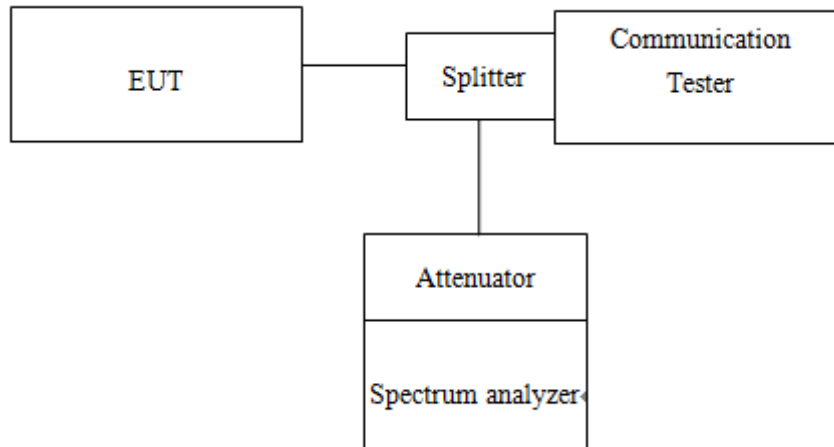 EUT
Splitter
Communication
Tester
Attenuator
Spectrum analyzer